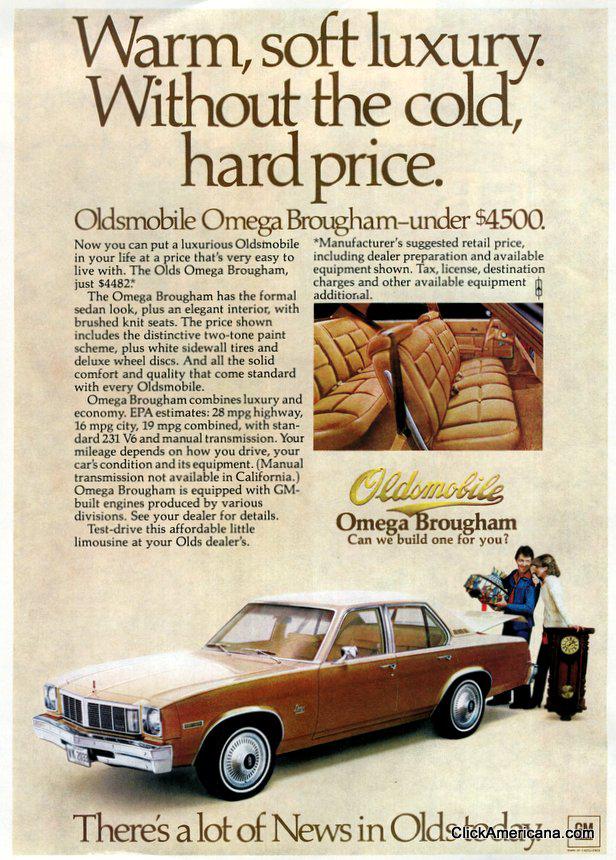 Warm, soft luxury.
Without the cold,
hard price.
Oldsmobile Omega Brougham–under $4500.
Now you can put a luxurious Oldsmobile
in your life at a price that's very easy to
live with. The Olds Omega Brougham,
just $4482.*
The Omega Brougham has the formal
sedan look, plus an elegant interior, with
brushed knit seats. The price shown
includes the distinctive two-tone paint
scheme, plus white sidewall tires and
deluxe wheel discs. And all the solid
comfort and quality that come standard
with every Oldsmobile.
Omega Brougham combines luxury and
economy. EPA estimates: 28 mpg highway,
16 mpg city, 19 mpg combined, with stan-
dard 231 V6 and manual transmission. Your
mileage depends on how you drive, your
car's condition and its equipment. (Manual
transmission not available in California.)
Omega Brougham is equipped with GM-
built engines produced by various
divisions. See your dealer for details.
Test-drive this affordable little
limousine at your Olds dealer's.
*Manufacturer's suggested retail price,
including dealer preparation and available
equipment shown. Tax, license, destination
charges and other available equipment
additional.
Oldsmobile
Omega Brougham
Can we build one for you?
There's a lot of News in Olds today.
GM
ClickAmericana.com